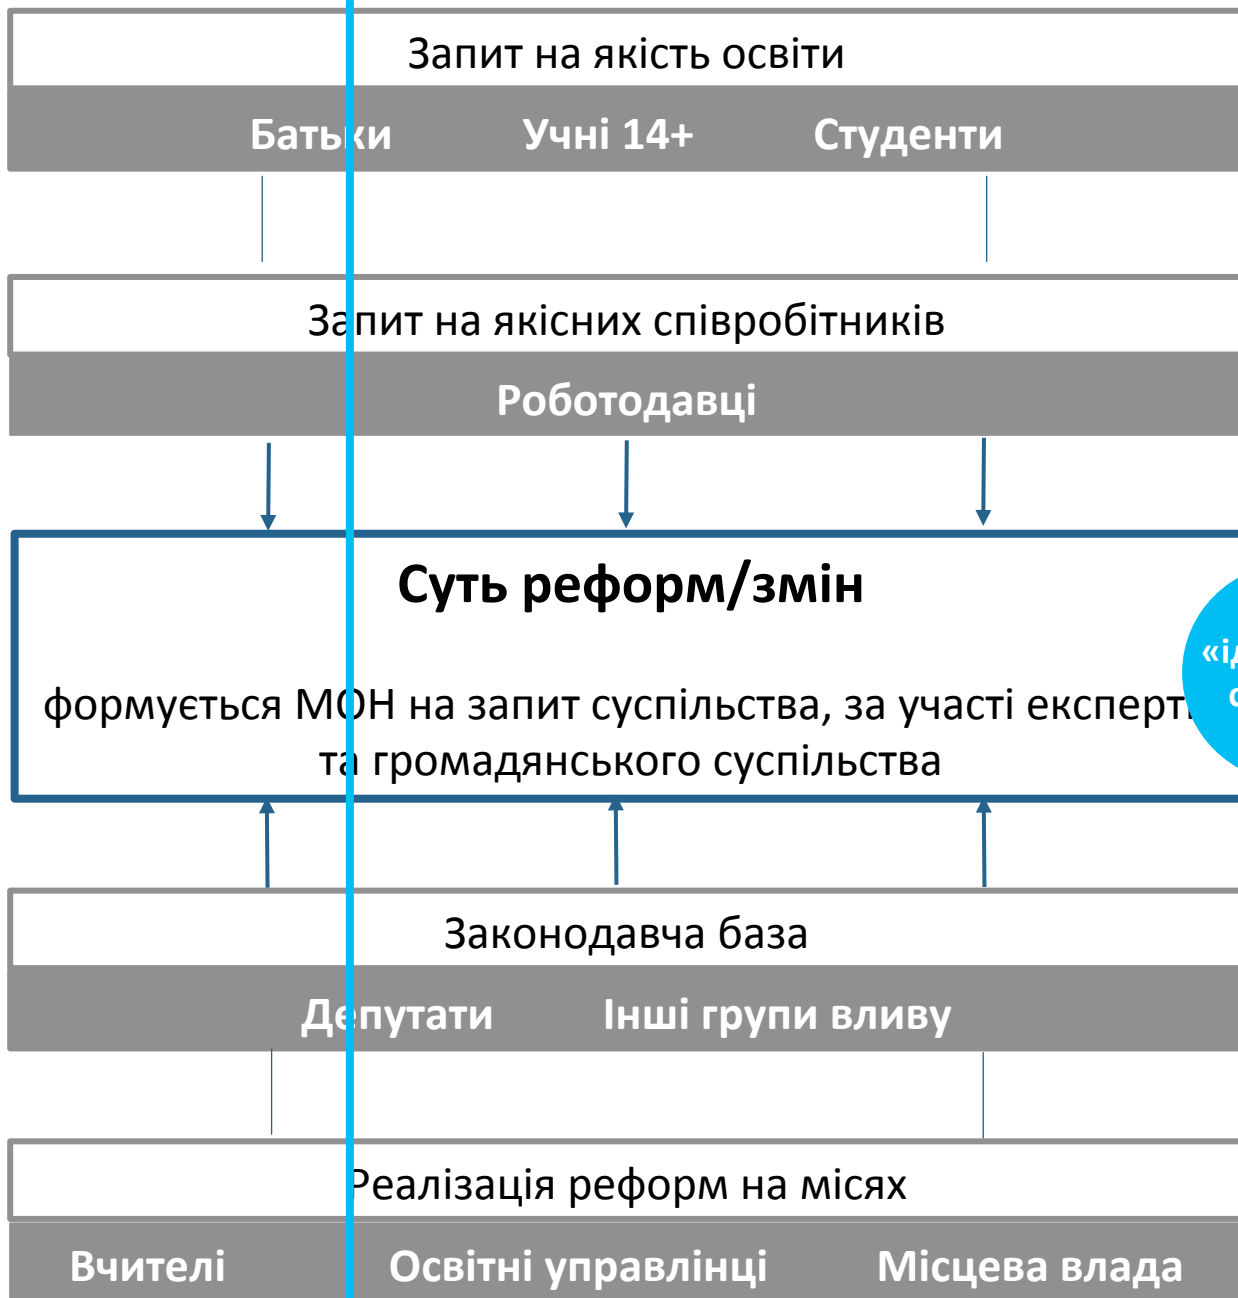 Запит на якість освіти
Батьки Учні 14+ Студенти
Запит на якісних співробітників
Роботодавці
Суть реформ/змін
формується МОН на запит суспільства, за участі
та громадянського суспільства
Законодавча база
Депутати Інші групи вливу
Реалізація реформ на місях
Вчителі Освітні управлінці Місцева влада